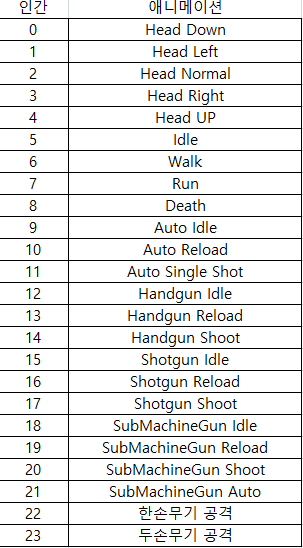 인간 애니메이션
0 Head Down
1 Head Left
2 Head Normal
3 Head Right
4 Head UP
5 Idle
6 Walk
7 Run
8 Death
9 Auto Idle
10 Auto Reload
11 Auto Single Shot
12 Handgun Idle
13 Handgun Reload
14 Handgun Shoot
15 Shotgun Idle
16 Shotgun Reload
17 Shotgun Shoot
18 SubMachineGun Idle
19 SubMachineGun Reload
20 SubMachineGun Shoot
21 SubMachineGun Auto
22 한손무기 공격
23 두손무기 공격